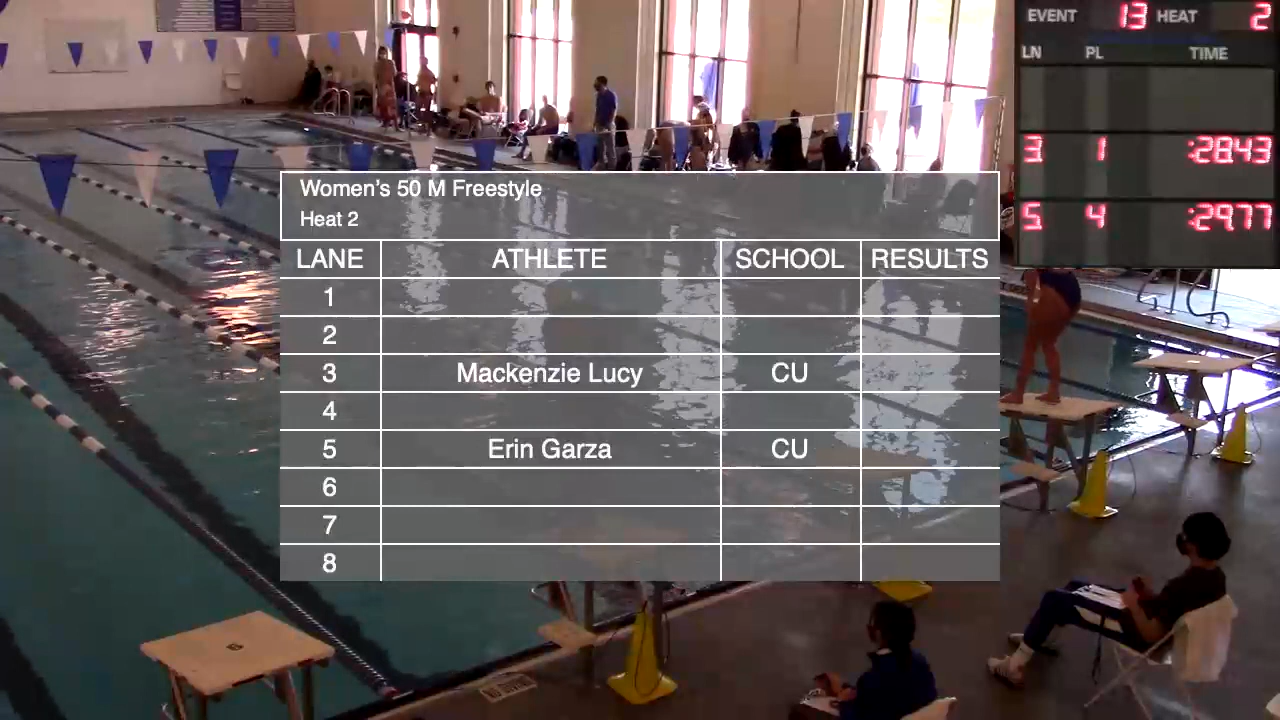 EVENT 13 HEAT 2
LN PL TIME
3 1 :28.43
5 4 :29.77
Women's 50 M Freestyle
Heat 2
LANE ATHLETE SCHOOL RESULTS
1
2
3 Mackenzie Lucy CU
4
5 Erin Garza CU
6
7
8
6